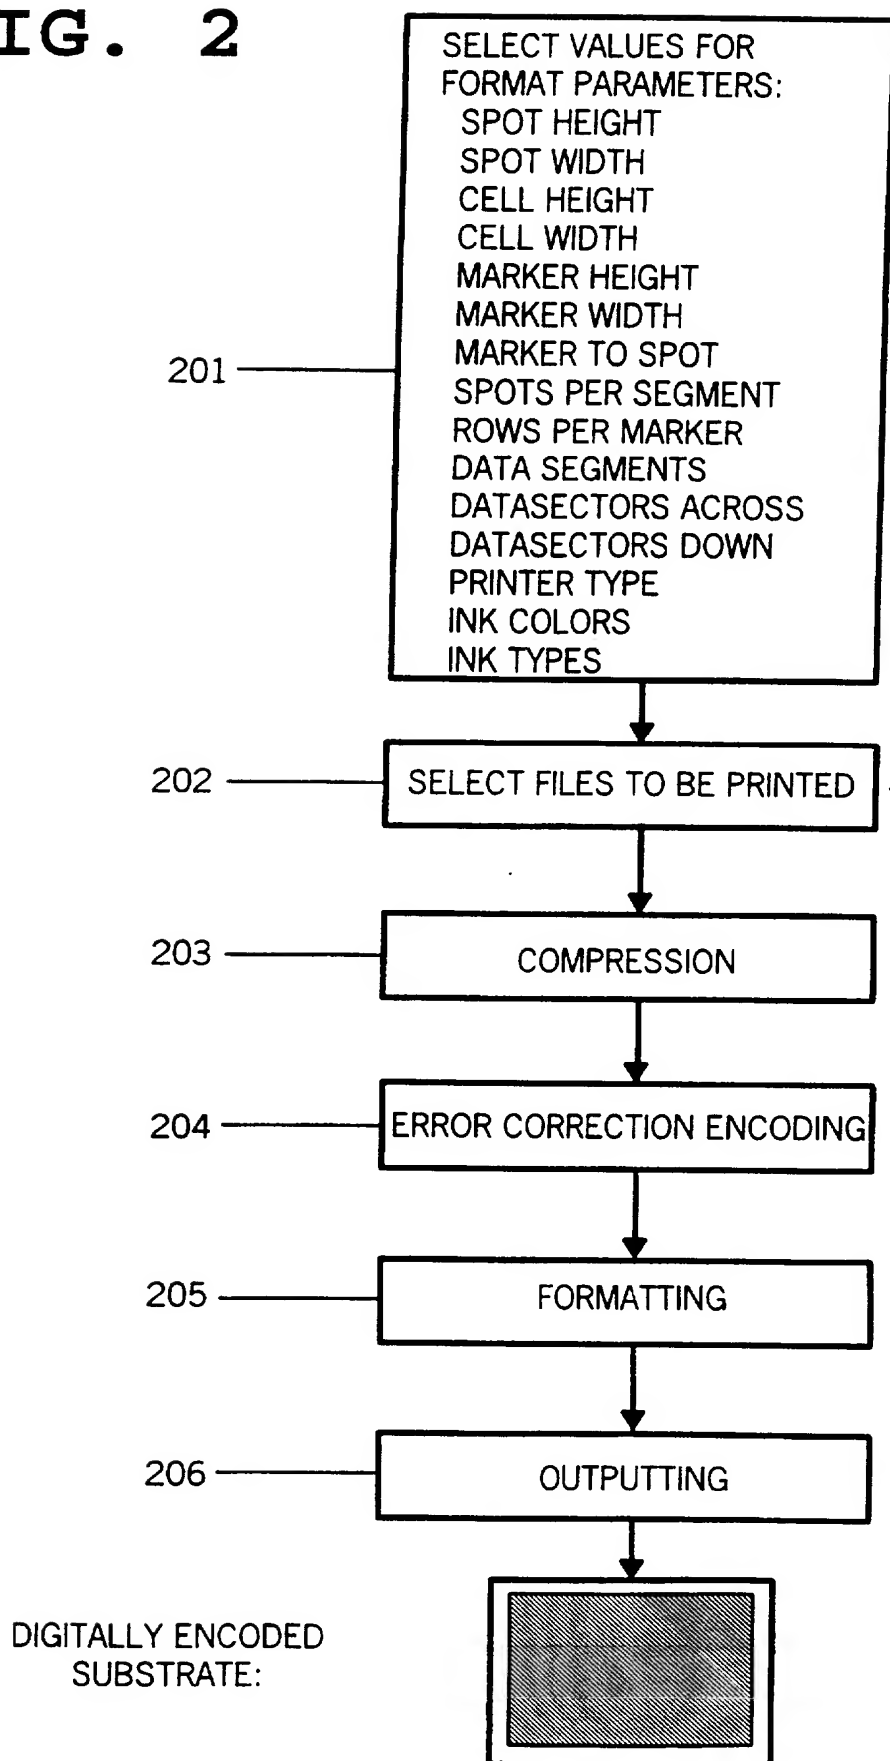 IG. 2
SELECT VALUES FOR
FORMAT PARAMETERS:
SPOT HEIGHT
SPOT WIDTH
CELL HEIGHT
CELL WIDTH
MARKER HEIGHT
MARKER WIDTH
MARKER TO SPOT
SPOTS PER SEGMENT
ROWS PER MARKER
DATA SEGMENTS
DATASECTORS ACROSS
DATASECTORS DOWN
PRINTER TYPE
INK COLORS
INK TYPES
201
202
SELECT FILES TO BE PRINTED
203
COMPRESSION
204
ERROR CORRECTION ENCODING
205
FORMATTING
206
OUTPUTTING
DIGITALLY ENCODED
SUBSTRATE: